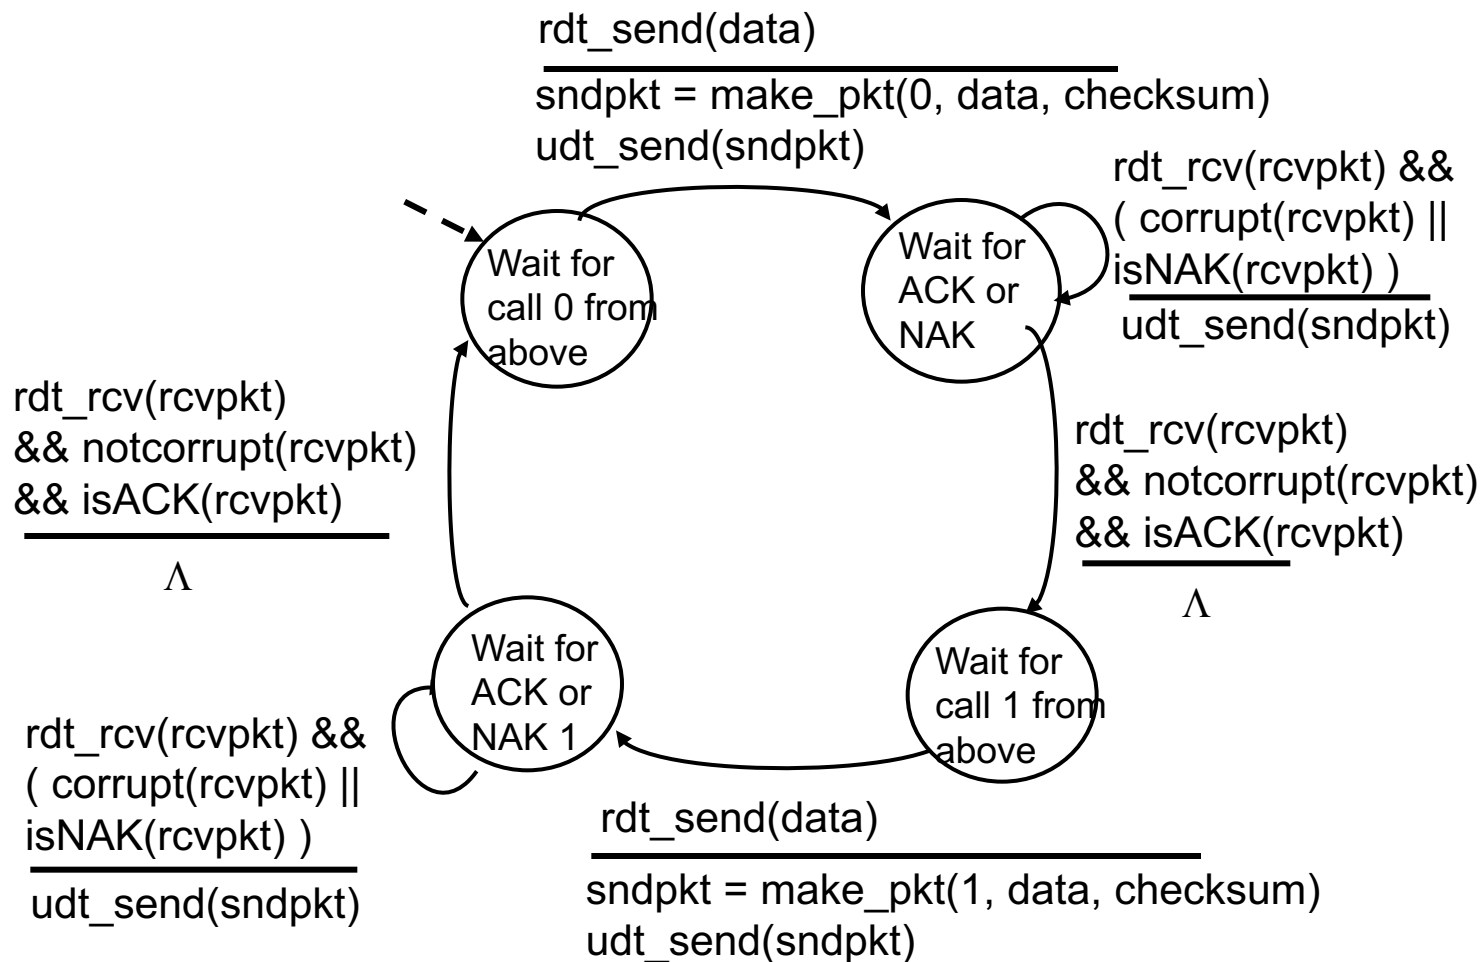 rdt_send(data)
sndpkt = make_pkt(0, data, checksum)
udt_send(sndpkt)
rdt_rcv(rcvpkt) &&
( corrupt(rcvpkt) ||
isNAK(rcvpkt) )
udt_send(sndpkt)
Wait for
call 0 from
above
Wait for
ACK or
NAK
rdt_rcv(rcvpkt)
&& notcorrupt(rcvpkt)
&& isACK(rcvpkt)
Λ
rdt_rcv(rcvpkt)
&& notcorrupt(rcvpkt)
&& isACK(rcvpkt)
Λ
Wait for
ACK or
NAK 1
Wait for
call 1 from
above
rdt_rcv(rcvpkt) &&
( corrupt(rcvpkt) ||
isNAK(rcvpkt) )
udt_send(sndpkt)
rdt_send(data)
sndpkt = make_pkt(1, data, checksum)
udt_send(sndpkt)